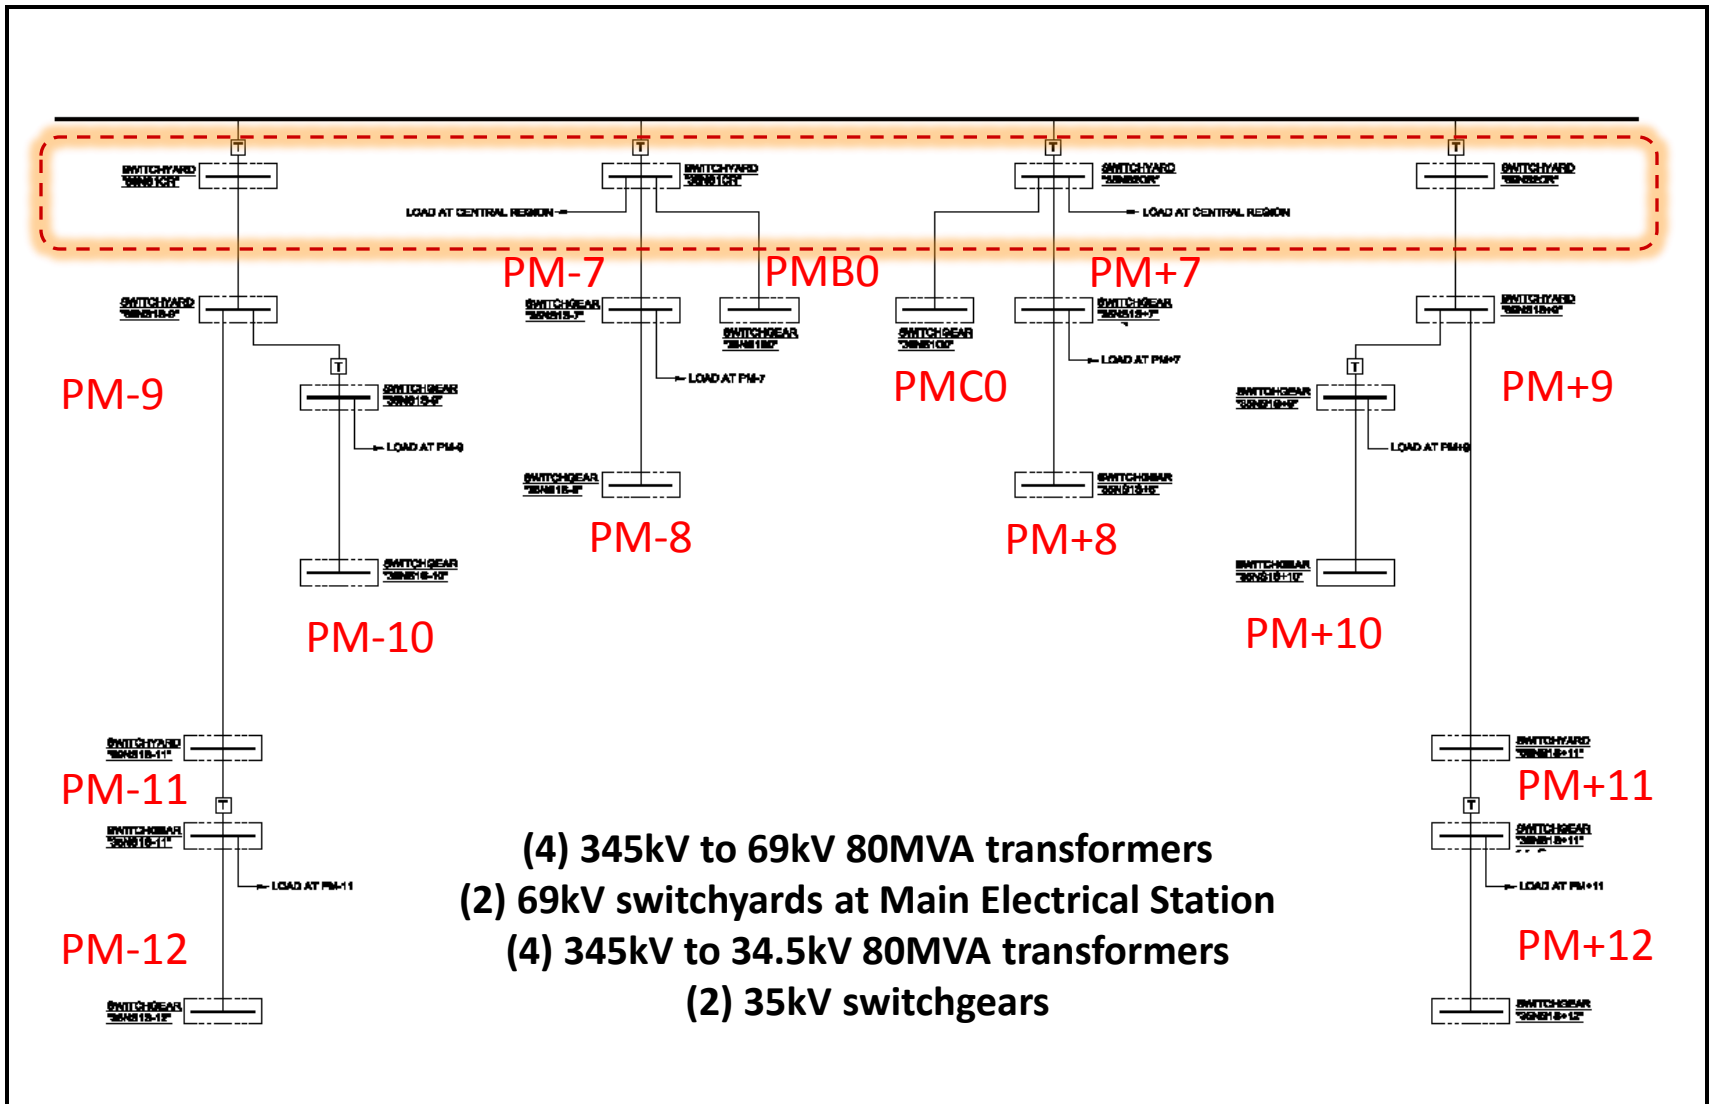 T T T T
SWITCHYARD
SWITCHYARD
"35NS1CR"
SWITCHYARD
SWITCHYARD
LOAD AT CENTRAL REGION
LOAD AT CENTRAL REGION
PM-7 PMB0 PM+7
SWITCHYARD
SWITCHGEAR
SWITCHGEAR
SWITCHGEAR
SWITCHGEAR
SWITCHYARD
T
LOAD AT PM-7
LOAD AT PM+7
T
PM-9
SWITCHGEAR
PMC0
SWITCHGEAR
PM+9
LOAD AT PM-9
LOAD AT PM+9
SWITCHGEAR
SWITCHGEAR
PM-8 PM+8
SWITCHGEAR
SWITCHGEAR
PM-10 PM+10
SWITCHYARD
SWITCHYARD
PM-11 PM+11
T T
SWITCHGEAR
SWITCHGEAR
LOAD AT PM-11
LOAD AT PM+11
(4) 345kV to 69kV 80MVA transformers
(2) 69kV switchyards at Main Electrical Station
(4) 345kV to 34.5kV 80MVA transformers
(2) 35kV switchgears
PM-12 PM+12
SWITCHGEAR
SWITCHGEAR